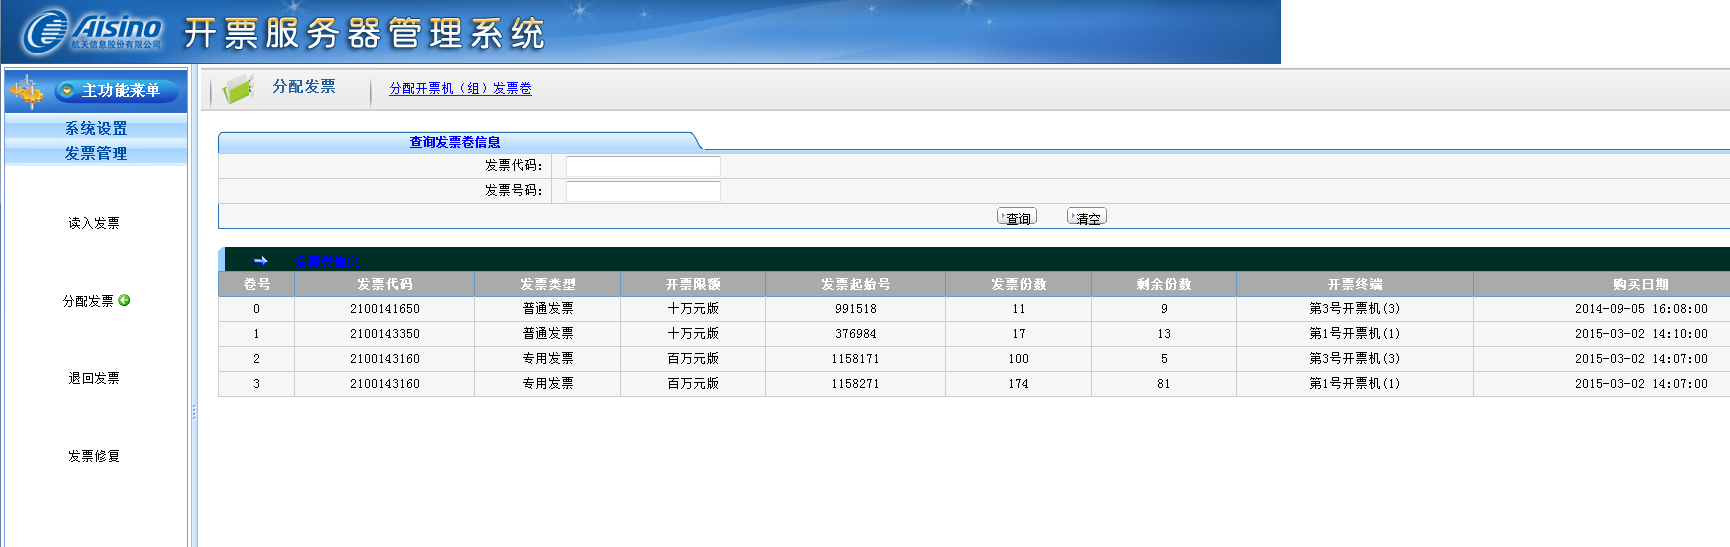 Aisino
航天信息股份有限公司
开票服务器管理系统
主功能菜单
系统设置
发票管理
读入发票
分配发票
退回发票
发票修复
分配发票 分配开票机（组）发票卷
查询发票卷信息
发票代码：
发票号码：
查询 清空
发票卷信息
卷号 发票代码 发票类型 开票限额 发票起始号 发票份数 剩余份数 开票终端 购买日期
0 2100141650 普通发票 十万元版 991518 11 9 第3号开票机(3) 2014-09-05 16:08:00
1 2100143350 普通发票 十万元版 376984 17 13 第1号开票机(1) 2015-03-02 14:10:00
2 2100143160 专用发票 百万元版 1158171 100 5 第3号开票机(3) 2015-03-02 14:07:00
3 2100143160 专用发票 百万元版 1158271 174 81 第1号开票机(1) 2015-03-02 14:07:00